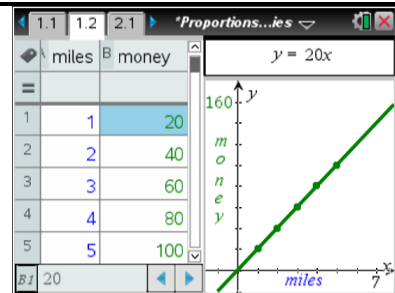 1.1 1.2 2.1 *Proportions...ies
A miles B money
=
1 1 20
2 2 40
3 3 60
4 4 80
5 5 100
B1 20
y = 20x
160 y
money
miles 7 x